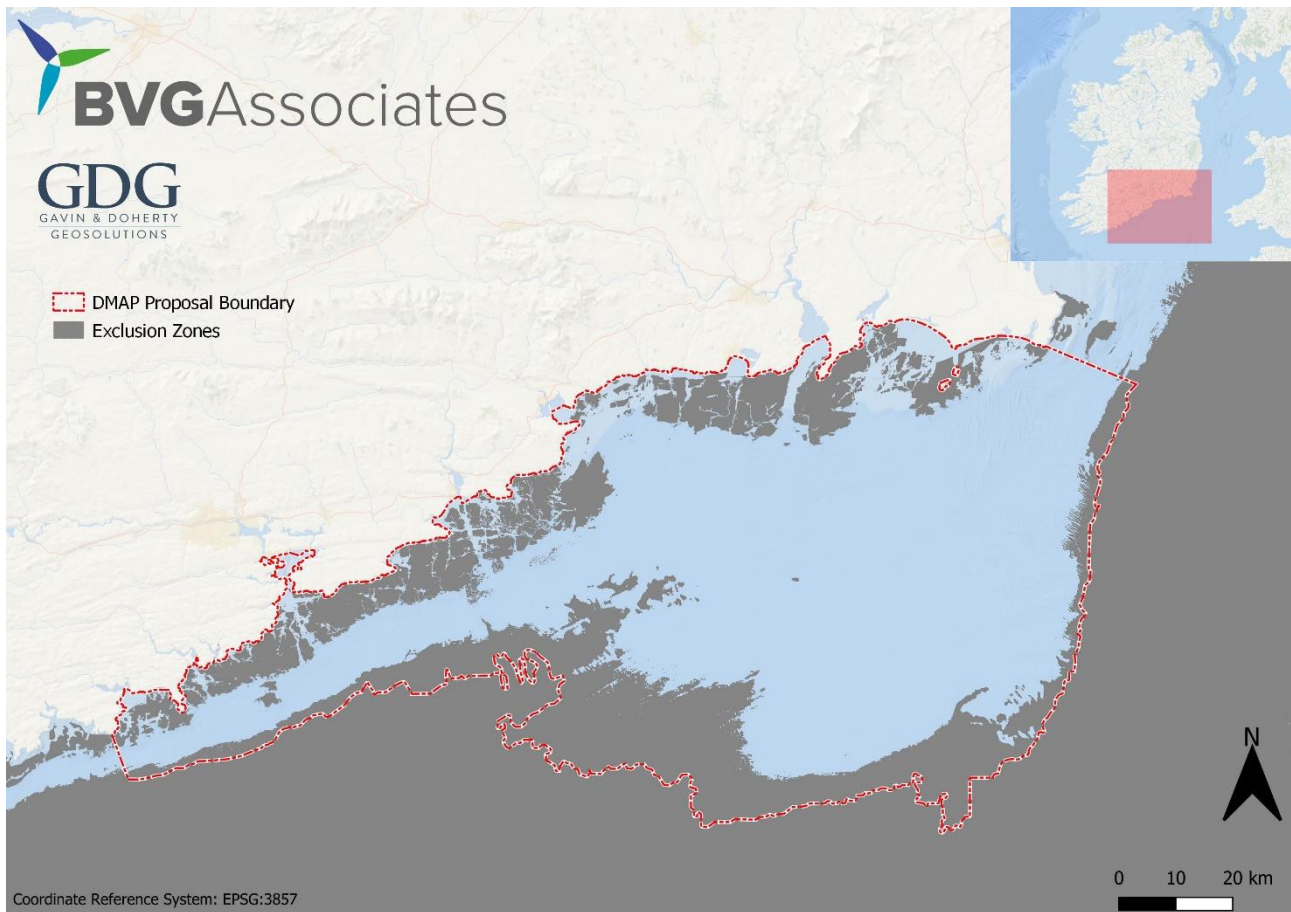 BVGAssociates
GDG
GAVIN & DOHERTY
GEOSOLUTIONS
DMAP Proposal Boundary
Exclusion Zones
N
0 10 20 km
Coordinate Reference System: EPSG:3857